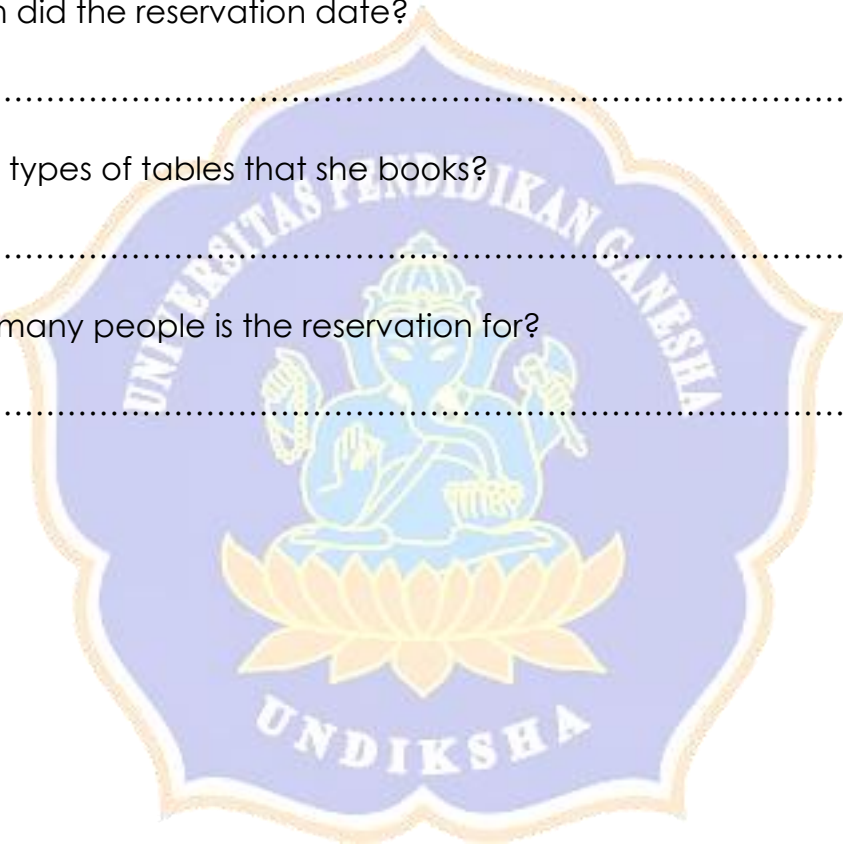 did the reservation date?
................................................................................
types of tables that she books?
................................................................................
many people is the reservation for?
................................................................................
UNIVERSITAS PENDIDIKAN GANESHA
UNDIKSHA